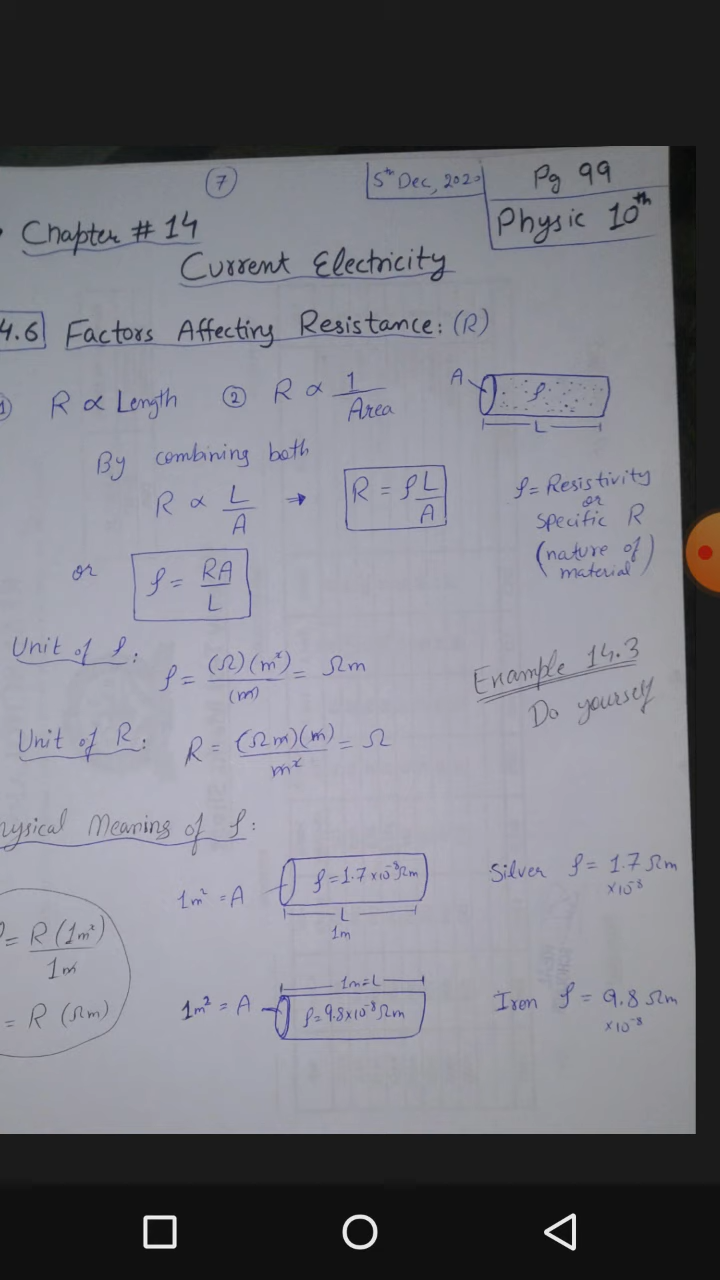 7
5th Dec, 2020
Pg 99
Physic 10th
Chapter # 14
Current Electricity
4.6 Factors Affecting Resistance: (R)
1) R ∝ Length ② R ∝ 1/Area
A ρ L
By combining both
R ∝ L/A → R = ρ L/A
ρ = Resistivity
or
Specific R
(nature of
material)
or ρ = RA/L
Unit of ρ: ρ = (Ω)(m²)/(m) = Ωm
Example 14.3
Do yourself
Unit of R: R = (Ωm)(m)/m² = Ω
hysical Meaning of ρ:
1m² = A ρ = 1.7 × 10⁻⁸ Ωm
L
1m
Silver ρ = 1.7 Ωm
×10⁻⁸
ρ = R (1m²)/1m
= R (Ωm)
1m = L
1m² = A ρ = 9.8×10⁻⁸ Ωm
Iron ρ = 9.8 Ωm
×10⁻⁸